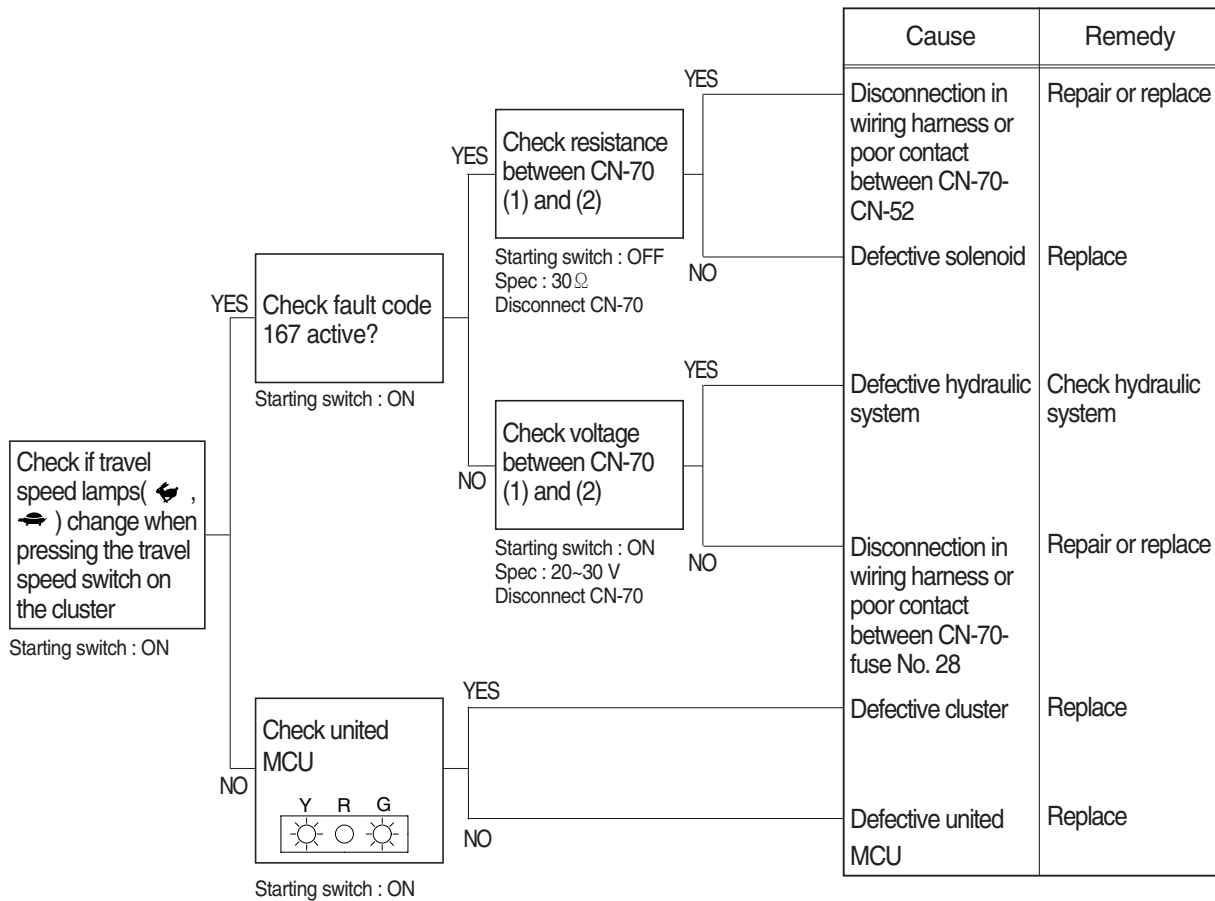 Check if travel
speed lamps( , 
) change when
pressing the travel
speed switch on
the cluster
Starting switch : ON
YES
Check fault code
167 active?
Starting switch : ON
YES
Check resistance
between CN-70
(1) and (2)
Starting switch : OFF
Spec : 30Ω
Disconnect CN-70
YES
NO
NO
Check voltage
between CN-70
(1) and (2)
Starting switch : ON
Spec : 20~30 V
Disconnect CN-70
YES
NO
NO
Check united
MCU
Y R G
Starting switch : ON
YES
NO
Cause
Remedy
Disconnection in
wiring harness or
poor contact
between CN-70-
CN-52
Repair or replace
Defective solenoid
Replace
Defective hydraulic
system
Check hydraulic
system
Disconnection in
wiring harness or
poor contact
between CN-70-
fuse No. 28
Repair or replace
Defective cluster
Replace
Defective united
MCU
Replace